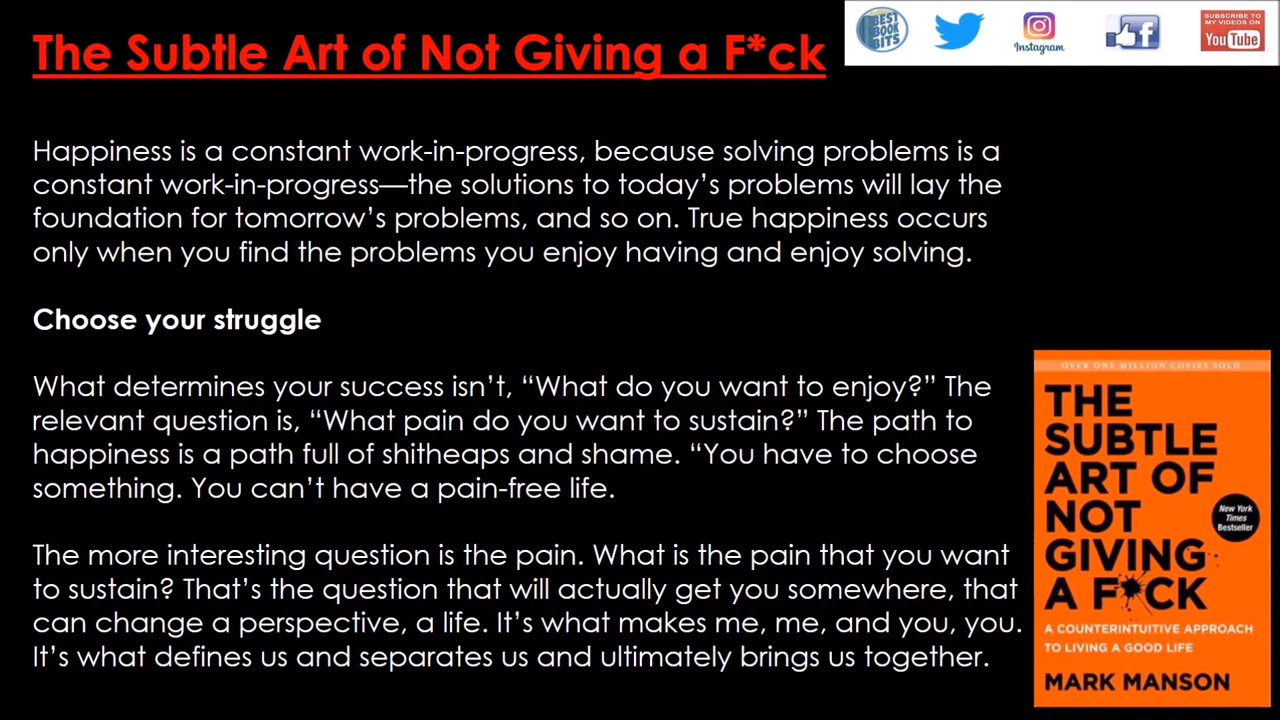 The Subtle Art of Not Giving a F*ck
BEST BOOK BITS
Instagram
SUBSCRIBE TO
MY VIDEOS ON
YouTube
Happiness is a constant work-in-progress, because solving problems is a
constant work-in-progress—the solutions to today’s problems will lay the
foundation for tomorrow’s problems, and so on. True happiness occurs
only when you find the problems you enjoy having and enjoy solving.
Choose your struggle
What determines your success isn’t, “What do you want to enjoy?” The
relevant question is, “What pain do you want to sustain?” The path to
happiness is a path full of shitheaps and shame. “You have to choose
something. You can’t have a pain-free life.
The more interesting question is the pain. What is the pain that you want
to sustain? That’s the question that will actually get you somewhere, that
can change a perspective, a life. It’s what makes me, me, and you, you.
It’s what defines us and separates us and ultimately brings us together.
OVER ONE MILLION COPIES SOLD
THE
SUBTLE
ART OF
NOT
GIVING
A F*CK
New York
Times
Bestseller
A COUNTERINTUITIVE APPROACH
TO LIVING A GOOD LIFE
MARK MANSON